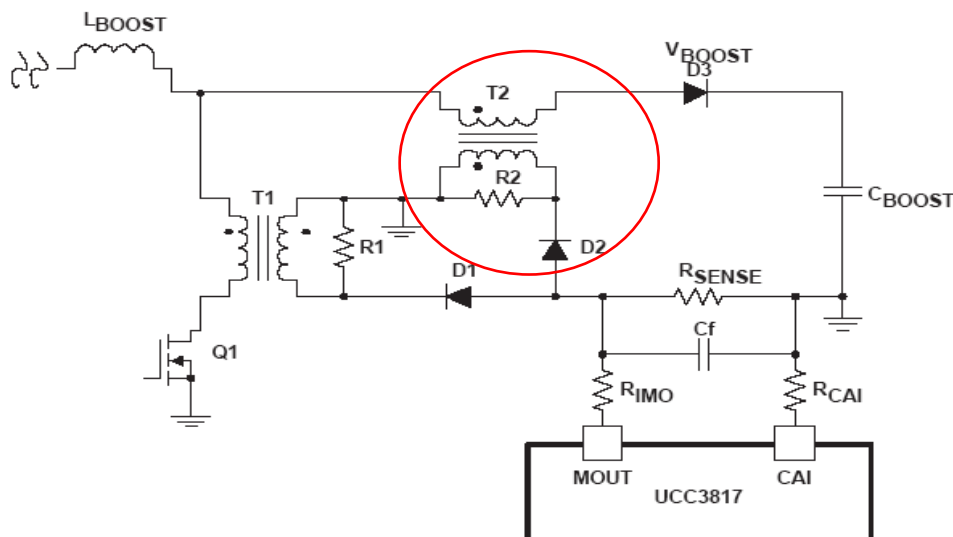 LBOOST
VBOOST
D3
T2
R2
CBOOST
T1
R1
D2
D1
RSENSE
Cf
Q1
RIMO
RCAI
MOUT
CAI
UCC3817